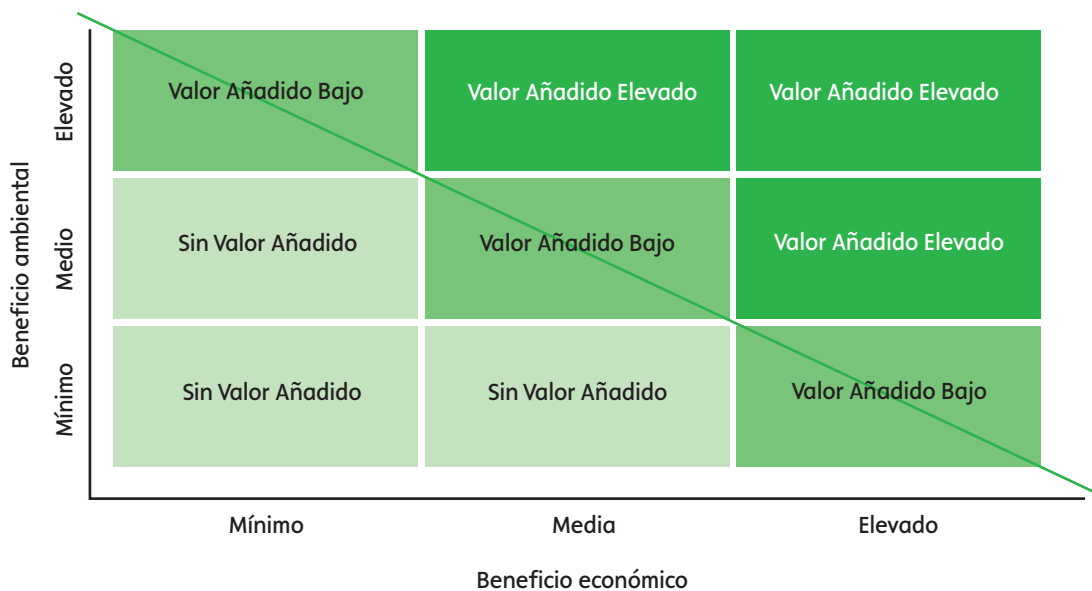 Beneficio ambiental
Elevado
Valor Añadido Bajo
Valor Añadido Elevado
Valor Añadido Elevado
Medio
Sin Valor Añadido
Valor Añadido Bajo
Valor Añadido Elevado
Mínimo
Sin Valor Añadido
Sin Valor Añadido
Valor Añadido Bajo
Mínimo
Media
Elevado
Beneficio económico